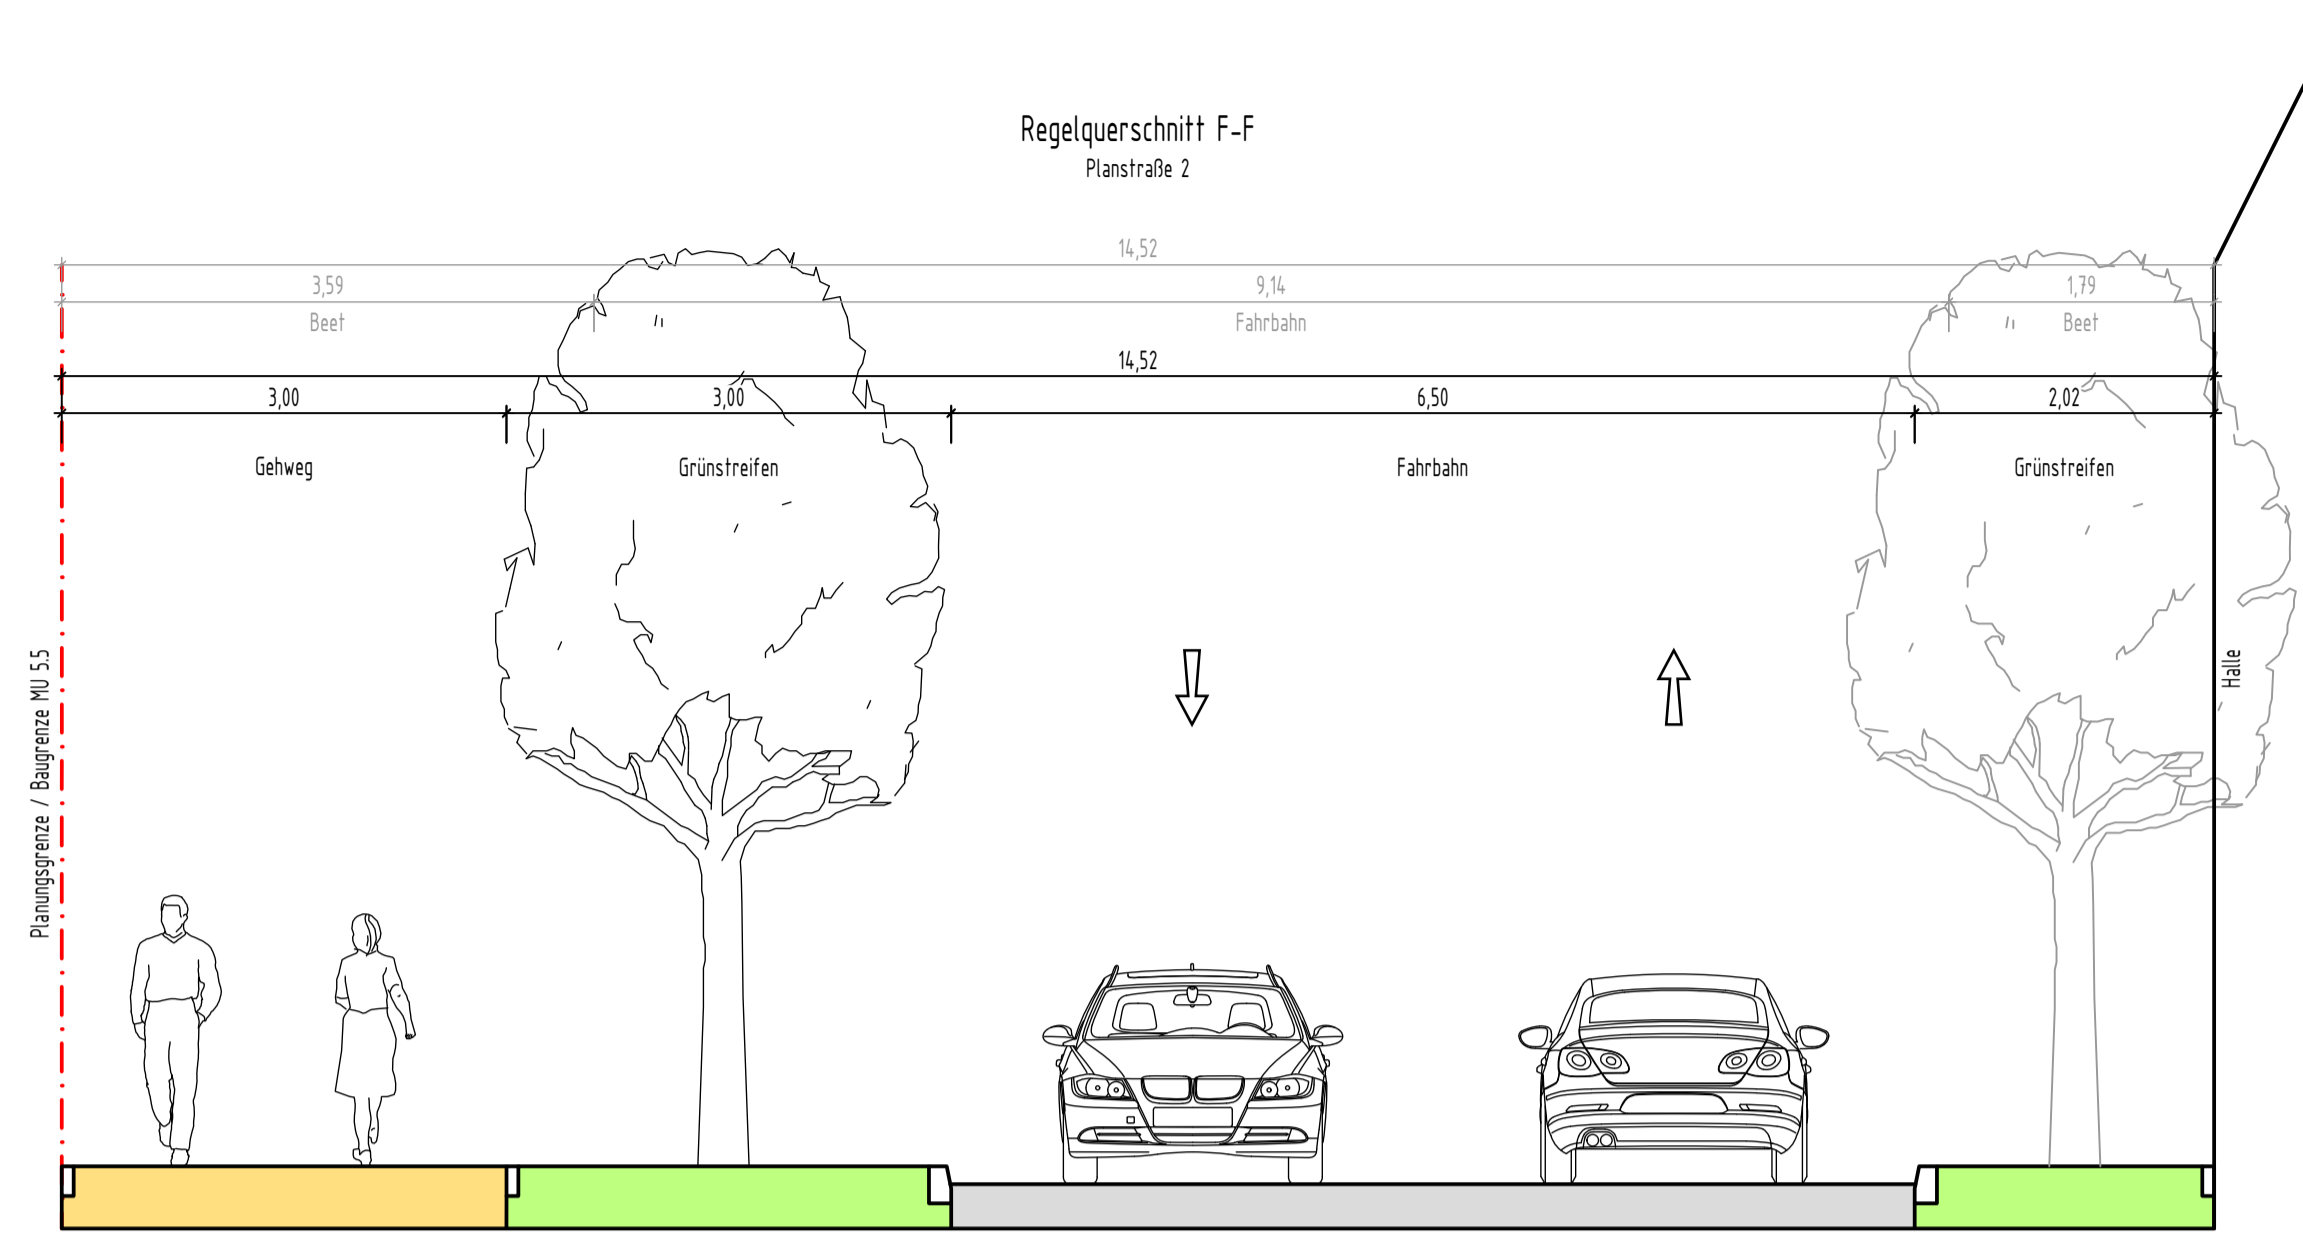 Regelquerschnitt F-F
Planstraße 2
14,52
3,59
9,14
1,79
Beet
Fahrbahn
Beet
14,52
3,00
3,00
6,50
2,02
Gehweg
Grünstreifen
Fahrbahn
Grünstreifen
Planungsgrenze / Baugrenze MU 5.5
Halle